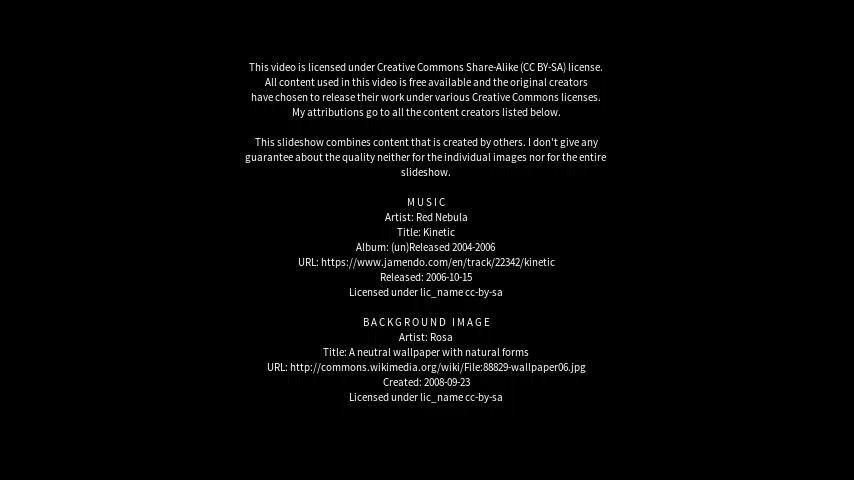 This video is licensed under Creative Commons Share-Alike (CC BY-SA) license.
All content used in this video is free available and the original creators
have chosen to release their work under various Creative Commons licenses.
My attributions go to all the content creators listed below.
This slideshow combines content that is created by others. I don't give any
guarantee about the quality neither for the individual images nor for the entire
slideshow.
MUSIC
Artist: Red Nebula
Title: Kinetic
Album: (un)Released 2004-2006
URL: https://www.jamendo.com/en/track/22342/kinetic
Released: 2006-10-15
Licensed under lic_name cc-by-sa
BACKGROUND IMAGE
Artist: Rosa
Title: A neutral wallpaper with natural forms
URL: http://commons.wikimedia.org/wiki/File:88829-wallpaper06.jpg
Created: 2008-09-23
Licensed under lic_name cc-by-sa